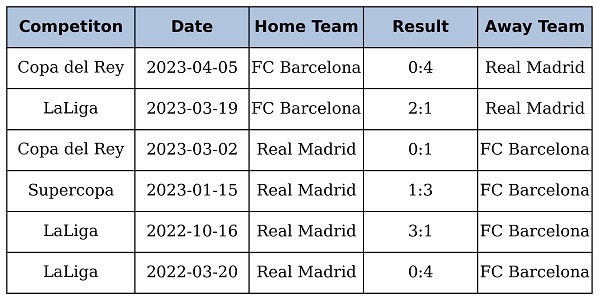 Competiton Date Home Team Result Away Team
Copa del Rey 2023-04-05 FC Barcelona 0:4 Real Madrid
LaLiga 2023-03-19 FC Barcelona 2:1 Real Madrid
Copa del Rey 2023-03-02 Real Madrid 0:1 FC Barcelona
Supercopa 2023-01-15 Real Madrid 1:3 FC Barcelona
LaLiga 2022-10-16 Real Madrid 3:1 FC Barcelona
LaLiga 2022-03-20 Real Madrid 0:4 FC Barcelona